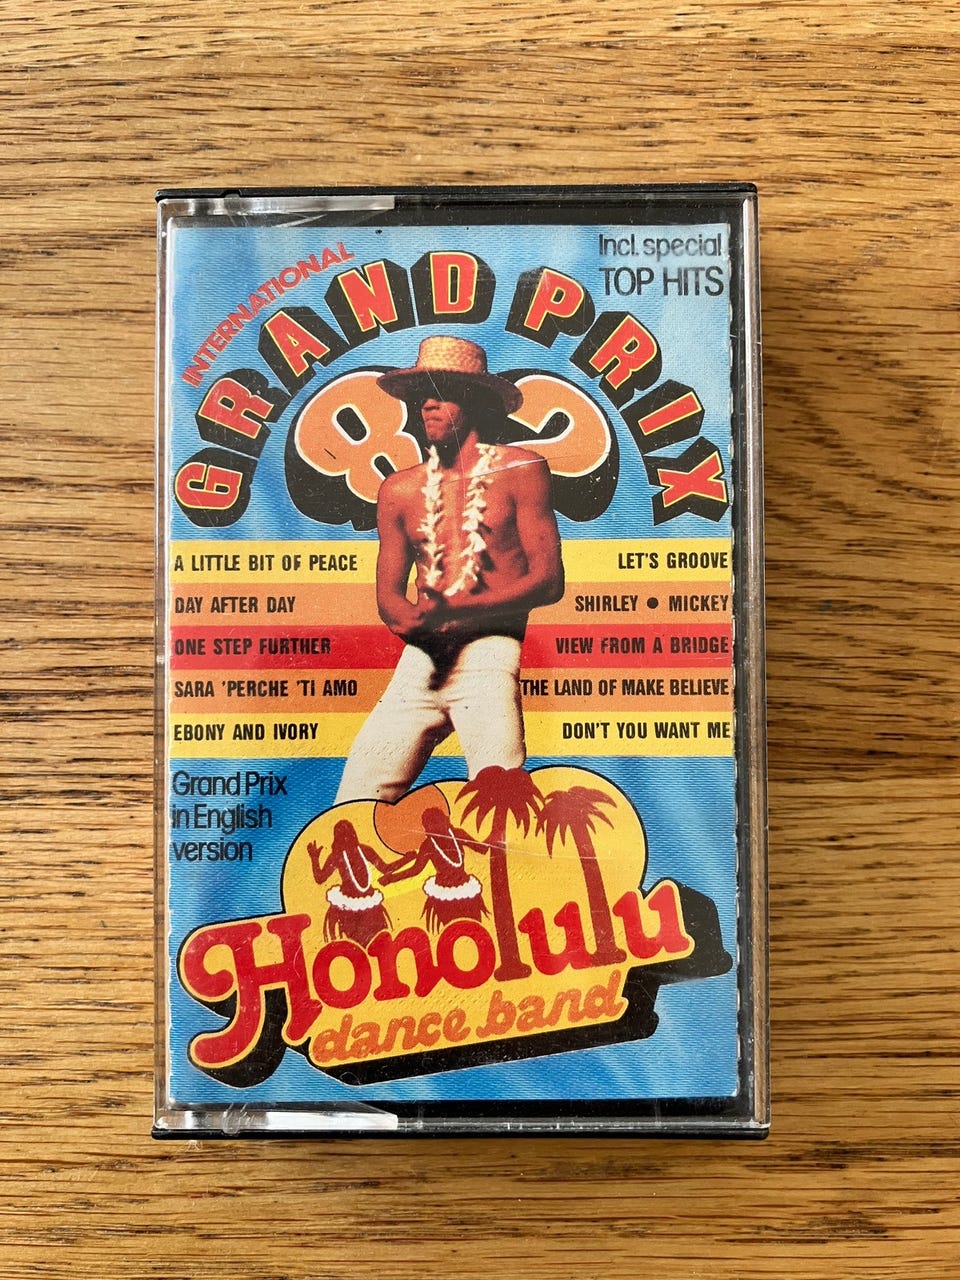 INTERNATIONAL
Incl. special
TOP HITS
GRAND PRIX
82
A LITTLE BIT OF PEACE
DAY AFTER DAY
ONE STEP FURTHER
SARA 'PERCHE 'TI AMO
EBONY AND IVORY
LET'S GROOVE
SHIRLEY • MICKEY
VIEW FROM A BRIDGE
THE LAND OF MAKE BELIEVE
DON'T YOU WANT ME
Grand Prix
in English
version
Honolulu
dance band